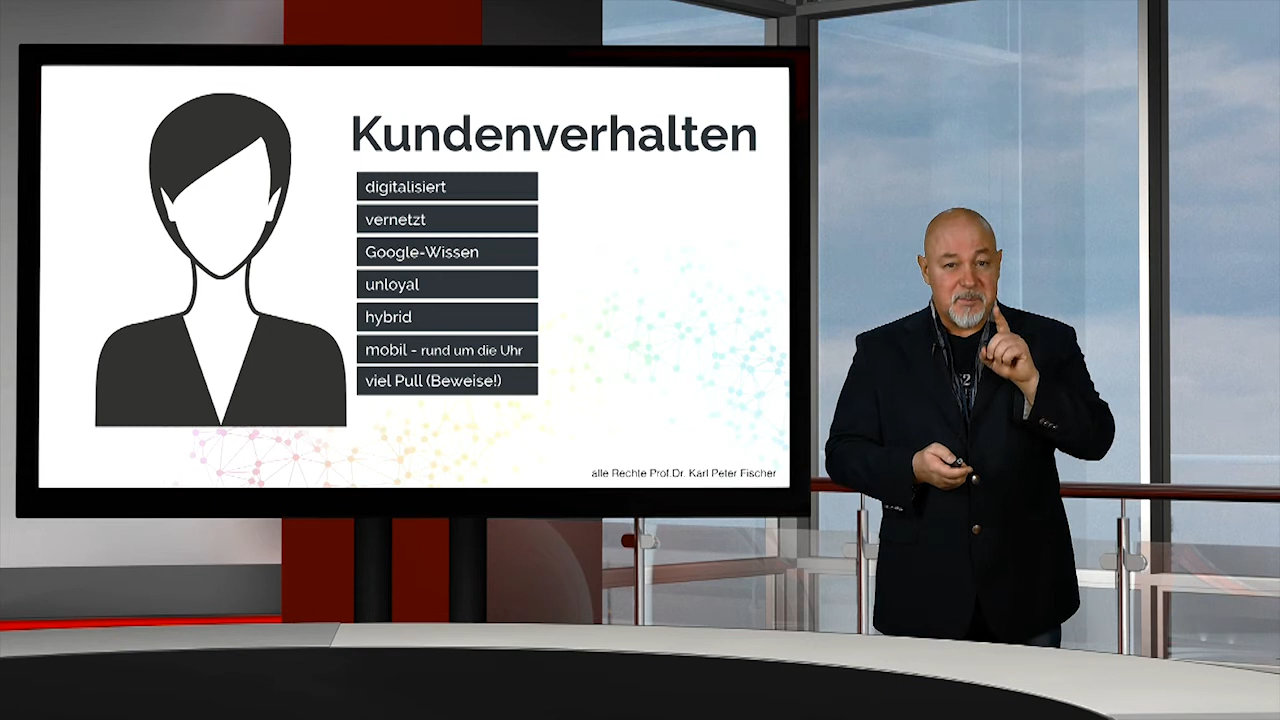 Kundenverhalten
digitalisiert
vernetzt
Google-Wissen
unloyal
hybrid
mobil - rund um die Uhr
viel Pull (Beweise!)
alle Rechte Prof.Dr. Karl Peter Fischer
2